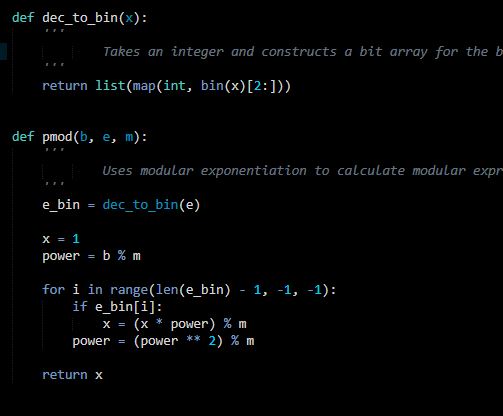 def dec_to_bin(x):
    '''
        Takes an integer and constructs a bit array for the b
    '''
    return list(map(int, bin(x)[2:]))
def pmod(b, e, m):
    '''
        Uses modular exponentiation to calculate modular expr
    '''
    e_bin = dec_to_bin(e)
    x = 1
    power = b % m
    for i in range(len(e_bin) - 1, -1, -1):
        if e_bin[i]:
            x = (x * power) % m
        power = (power ** 2) % m
    return x